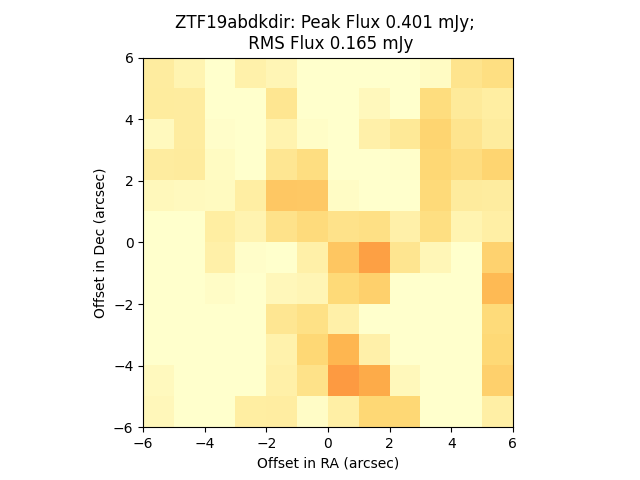 ZTF19abdkdir: Peak Flux 0.401 mJy;
RMS Flux 0.165 mJy
6
4
2
0
−2
−4
−6
Offset in Dec (arcsec)
−6 −4 −2 0 2 4 6
Offset in RA (arcsec)